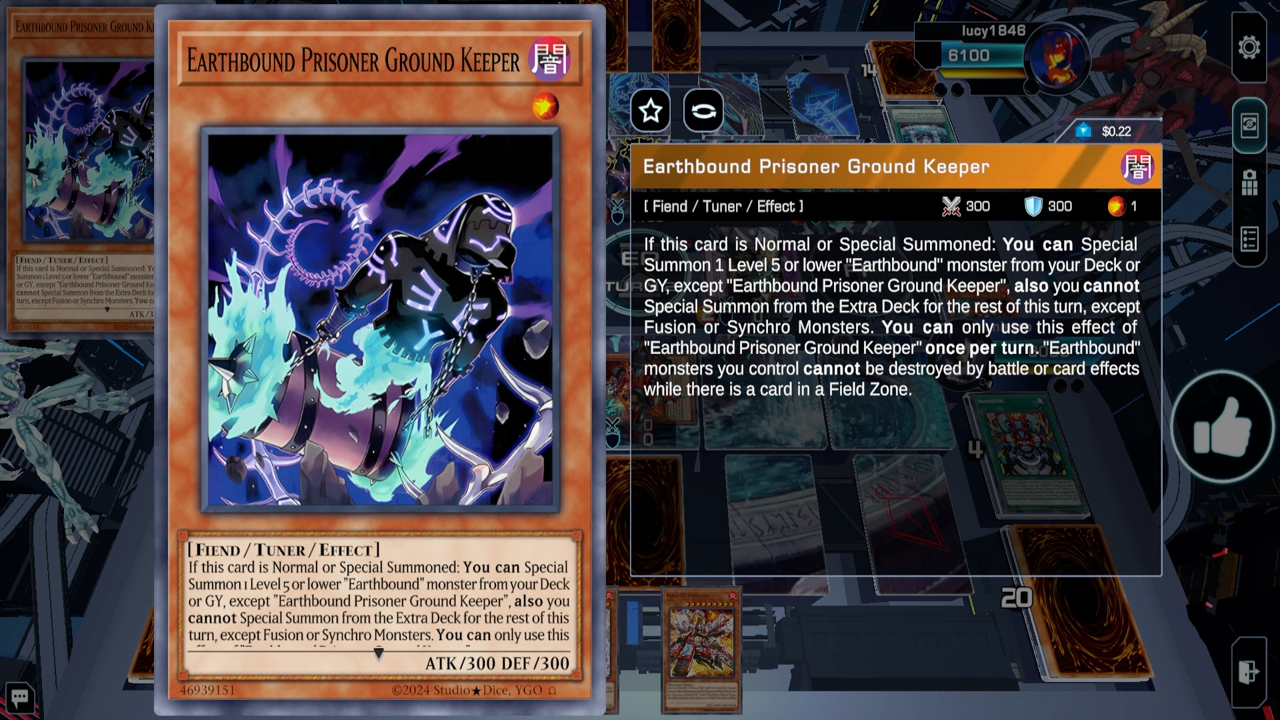 EARTHBOUND PRISONER GROUND KEEPER 闇
[FIEND/TUNER/EFFECT]
If this card is Normal or Special Summoned: You can Special
Summon 1 Level 5 or lower "Earthbound" monster from your Deck
or GY, except "Earthbound Prisoner Ground Keeper", also you
cannot Special Summon from the Extra Deck for the rest of this
turn, except Fusion or Synchro Monsters. You can only use this
ATK/300 DEF/300
46939151 ©2024 Studio★Dice, YGO Ω
lucy1846
6100
14
$0.22
Earthbound Prisoner Ground Keeper 闇
[ Fiend / Tuner / Effect ] 300 300 1
If this card is Normal or Special Summoned: You can Special
Summon 1 Level 5 or lower "Earthbound" monster from your Deck or
GY, except "Earthbound Prisoner Ground Keeper", also you cannot
Special Summon from the Extra Deck for the rest of this turn, except
Fusion or Synchro Monsters. You can only use this effect of
"Earthbound Prisoner Ground Keeper" once per turn. "Earthbound"
monsters you control cannot be destroyed by battle or card effects
while there is a card in a Field Zone.
4
20